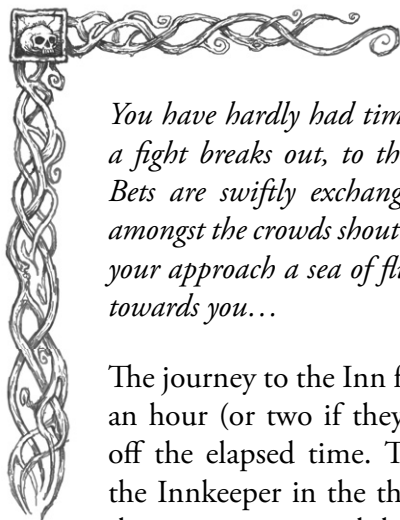 You have hardly had tim
a fight breaks out, to th
Bets are swiftly exchang
amongst the crowds shout
your approach a sea of fli
towards you…
The journey to the Inn f
an hour (or two if they
off the elapsed time. T
the Innkeeper in the th